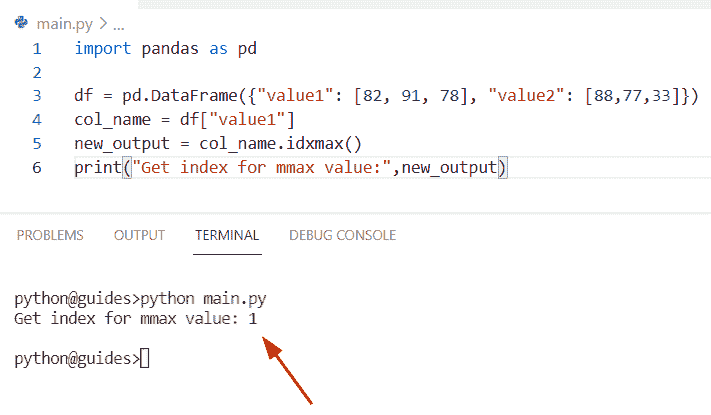 main.py > ...
1 import pandas as pd
2
3 df = pd.DataFrame({"value1": [82, 91, 78], "value2": [88,77,33]})
4 col_name = df["value1"]
5 new_output = col_name.idxmax()
6 print("Get index for mmax value:",new_output)
PROBLEMS OUTPUT TERMINAL DEBUG CONSOLE
python@guides>python main.py
Get index for mmax value: 1
python@guides>